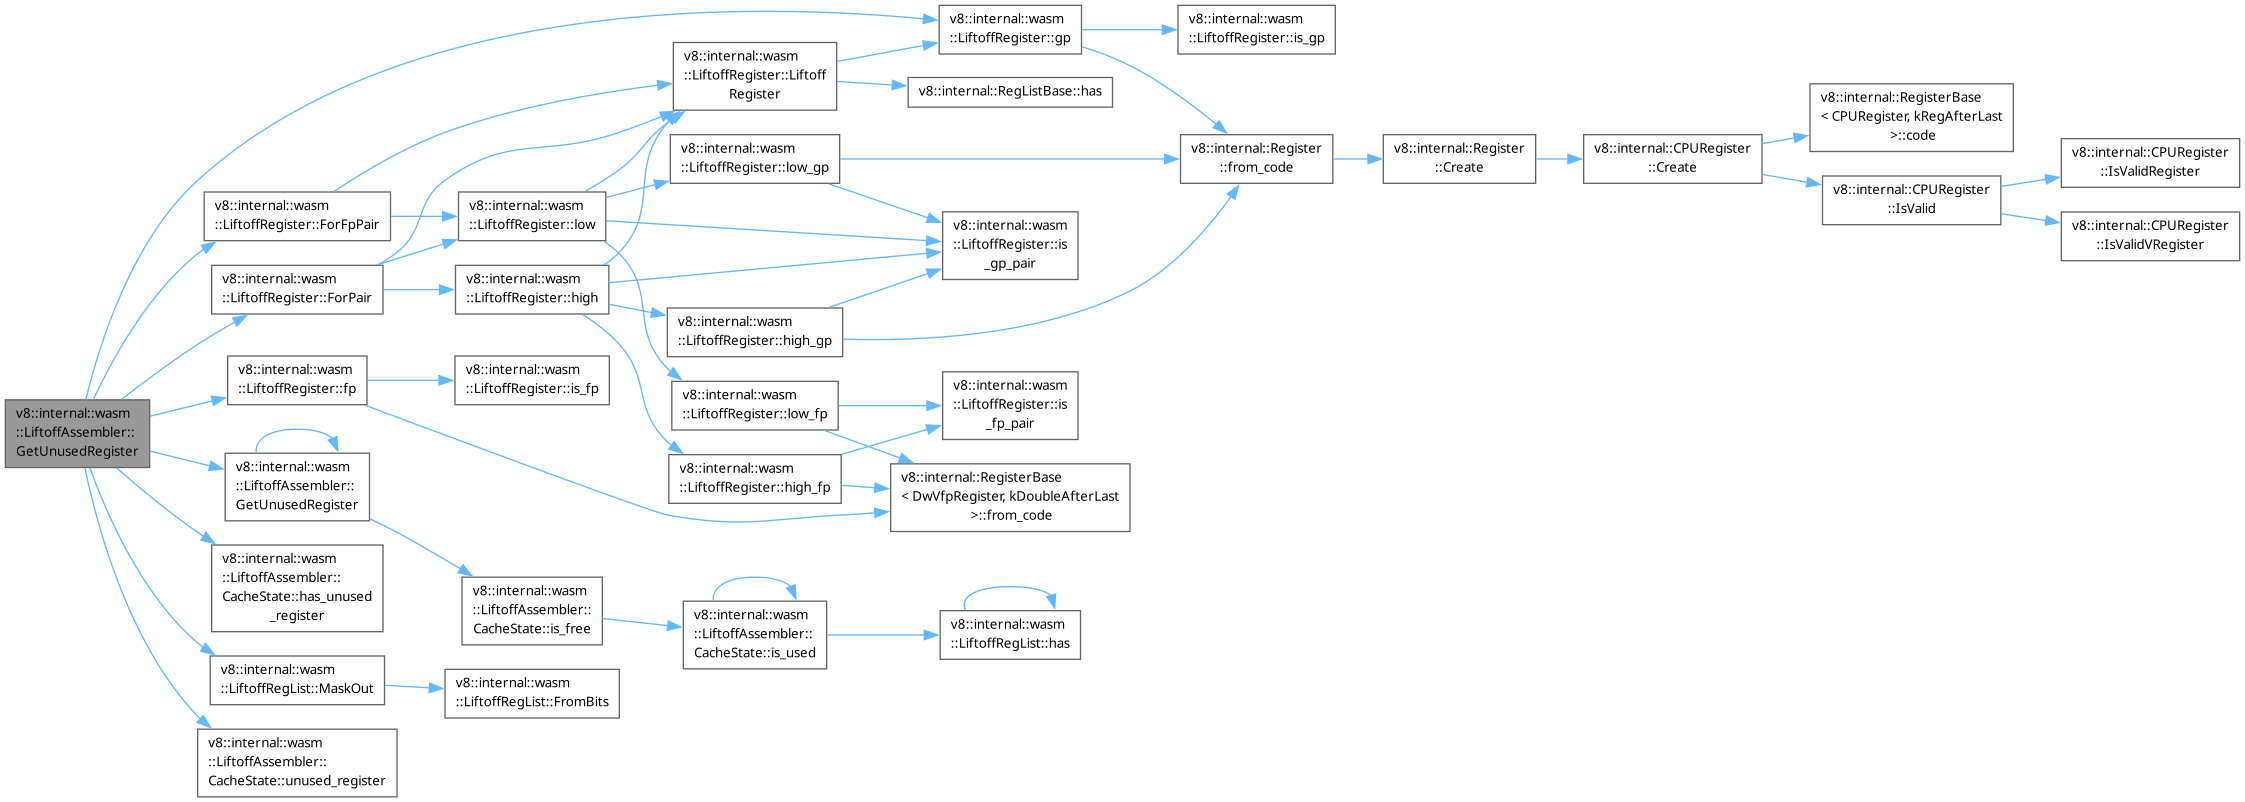 v8::internal::wasm
::LiftoffAssembler::
GetUnusedRegister
v8::internal::wasm
::LiftoffRegister::ForFpPair
v8::internal::wasm
::LiftoffRegister::ForPair
v8::internal::wasm
::LiftoffRegister::fp
v8::internal::wasm
::LiftoffAssembler::
GetUnusedRegister
v8::internal::wasm
::LiftoffAssembler::
CacheState::has_unused
_register
v8::internal::wasm
::LiftoffRegList::MaskOut
v8::internal::wasm
::LiftoffAssembler::
CacheState::unused_register
v8::internal::wasm
::LiftoffRegister::low
v8::internal::wasm
::LiftoffRegister::high
v8::internal::wasm
::LiftoffRegister::is_fp
v8::internal::wasm
::LiftoffAssembler::
CacheState::is_free
v8::internal::wasm
::LiftoffRegList::FromBits
v8::internal::wasm
::LiftoffRegister::Liftoff
Register
v8::internal::wasm
::LiftoffRegister::low_gp
v8::internal::wasm
::LiftoffRegister::high_gp
v8::internal::wasm
::LiftoffRegister::low_fp
v8::internal::wasm
::LiftoffRegister::high_fp
v8::internal::wasm
::LiftoffAssembler::
CacheState::is_used
v8::internal::wasm
::LiftoffRegister::gp
v8::internal::RegListBase::has
v8::internal::wasm
::LiftoffRegister::is
_gp_pair
v8::internal::wasm
::LiftoffRegister::is
_fp_pair
v8::internal::RegisterBase
< DwVfpRegister, kDoubleAfterLast
>::from_code
v8::internal::wasm
::LiftoffRegList::has
v8::internal::wasm
::LiftoffRegister::is_gp
v8::internal::Register
::from_code
v8::internal::Register
::Create
v8::internal::CPURegister
::Create
v8::internal::RegisterBase
< CPURegister, kRegAfterLast
>::code
v8::internal::CPURegister
::IsValid
v8::internal::CPURegister
::IsValidRegister
v8::internal::CPURegister
::IsValidVRegister